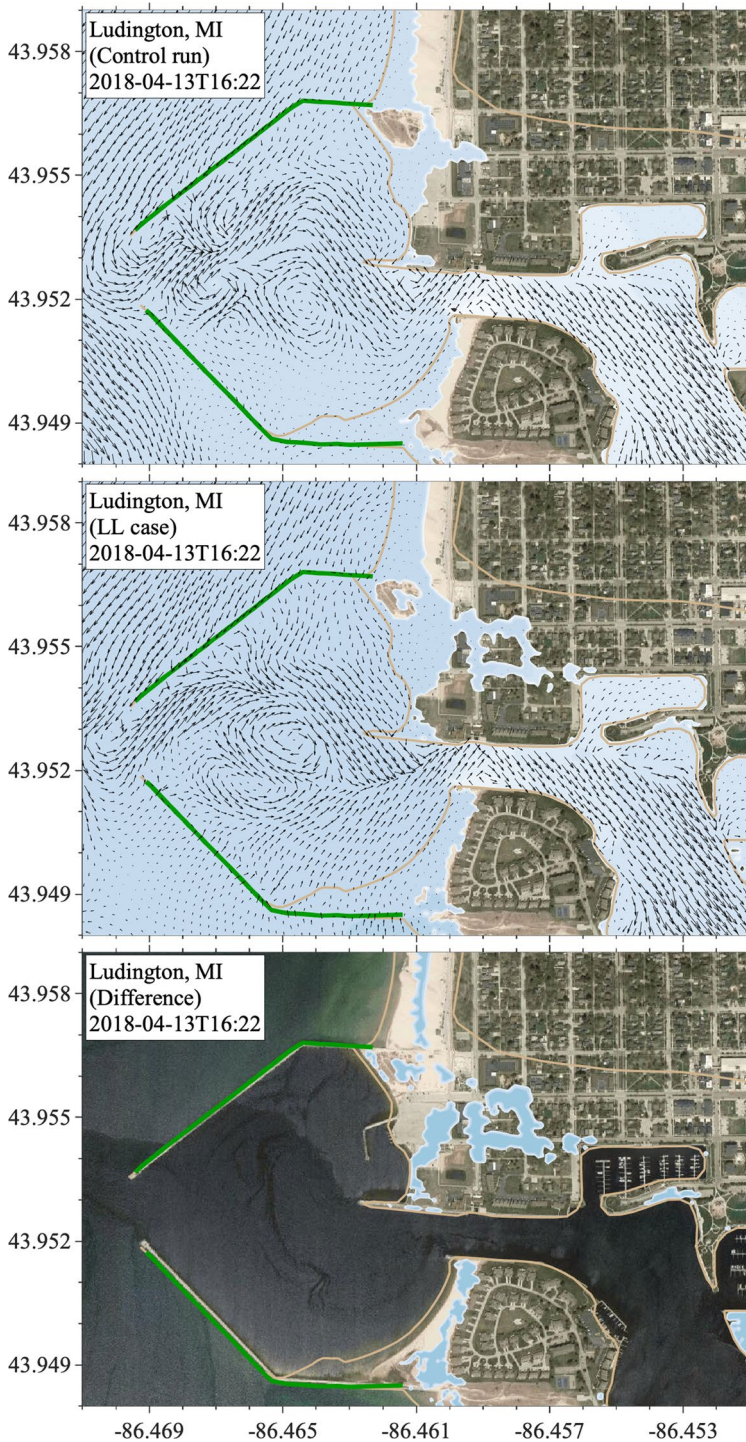 Ludington, MI
(Control run)
2018-04-13T16:22
43.958
43.955
43.952
43.949
Ludington, MI
(LL case)
2018-04-13T16:22
43.958
43.955
43.952
43.949
Ludington, MI
(Difference)
2018-04-13T16:22
43.958
43.955
43.952
43.949
-86.469 -86.465 -86.461 -86.457 -86.453